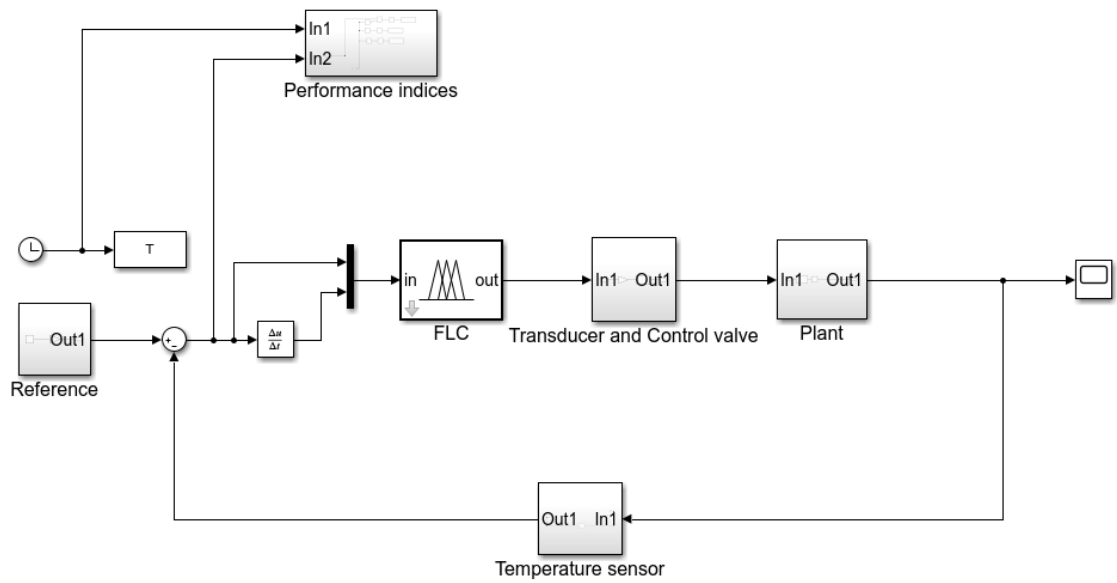 In1
In2
Performance indices
T
Out1
Reference
+
-
Δu
Δt
in
out
FLC
In1
Out1
Transducer and Control valve
In1
Out1
Plant
Out1
In1
Temperature sensor